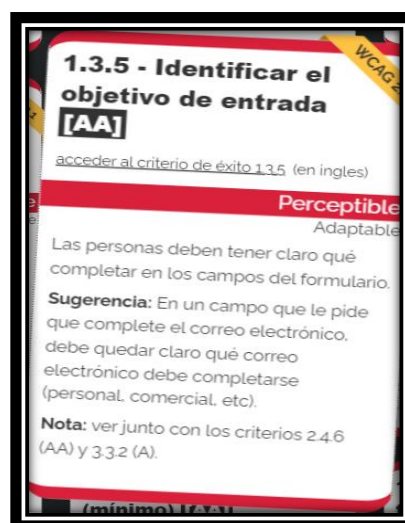 WCAG 2
1.3.5 - Identificar el
objetivo de entrada
[AA]
acceder al criterio de éxito 1.3.5 (en ingles)
Perceptible
Adaptable
Las personas deben tener claro qué
completar en los campos del formulario.
Sugerencia: En un campo que le pide
que complete el correo electrónico,
debe quedar claro qué correo
electrónico debe completarse
(personal, comercial, etc).
Nota: ver junto con los criterios 2.4.6
(AA) y 3.3.2 (A).
(mínimo) [AA]